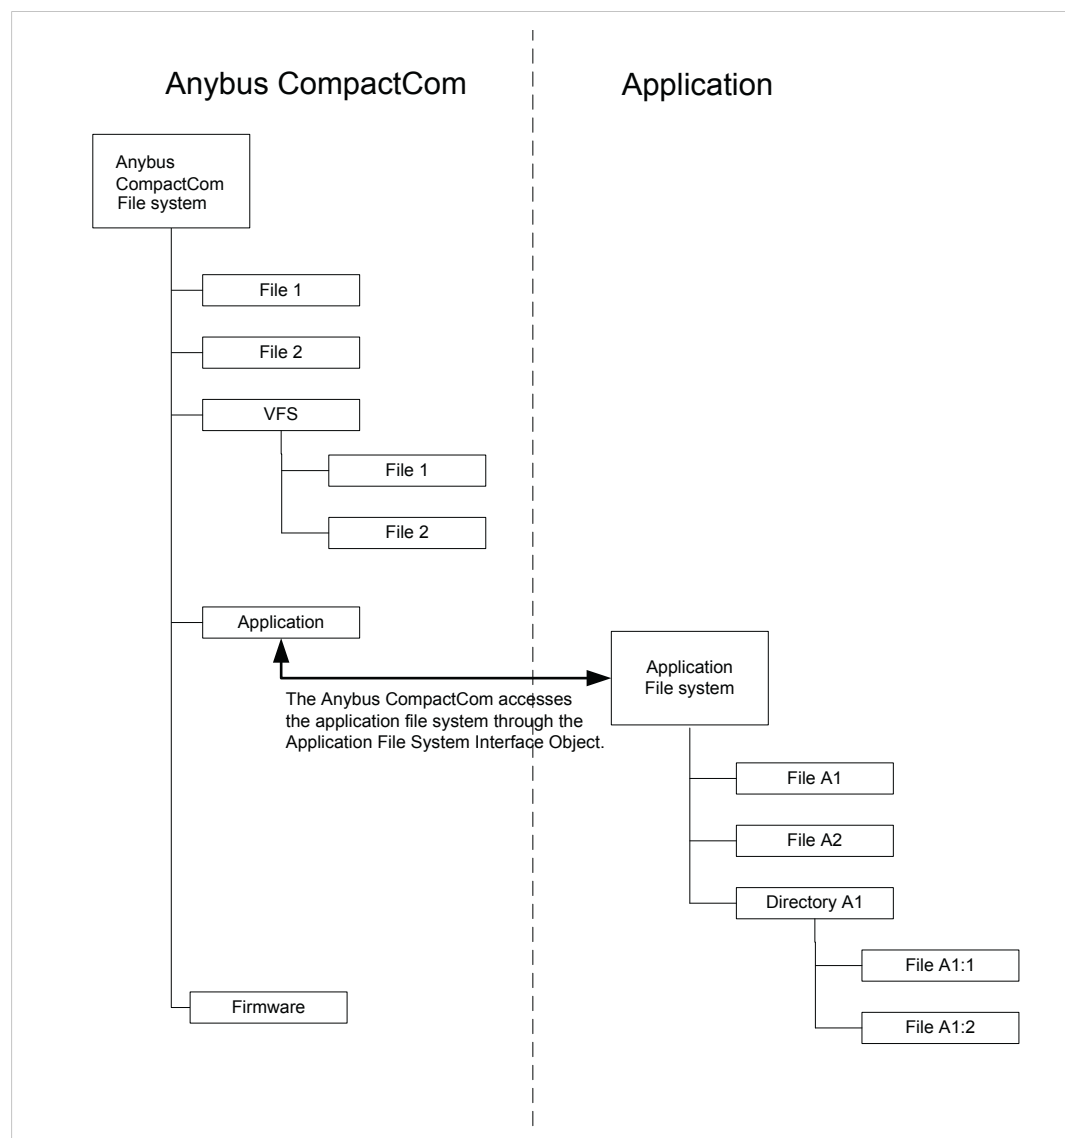 Anybus CompactCom
Application
Anybus
CompactCom
File system
File 1
File 2
VFS
File 1
File 2
Application
The Anybus CompactCom accesses
the application file system through the
Application File System Interface Object.
Application
File system
File A1
File A2
Directory A1
File A1:1
File A1:2
Firmware